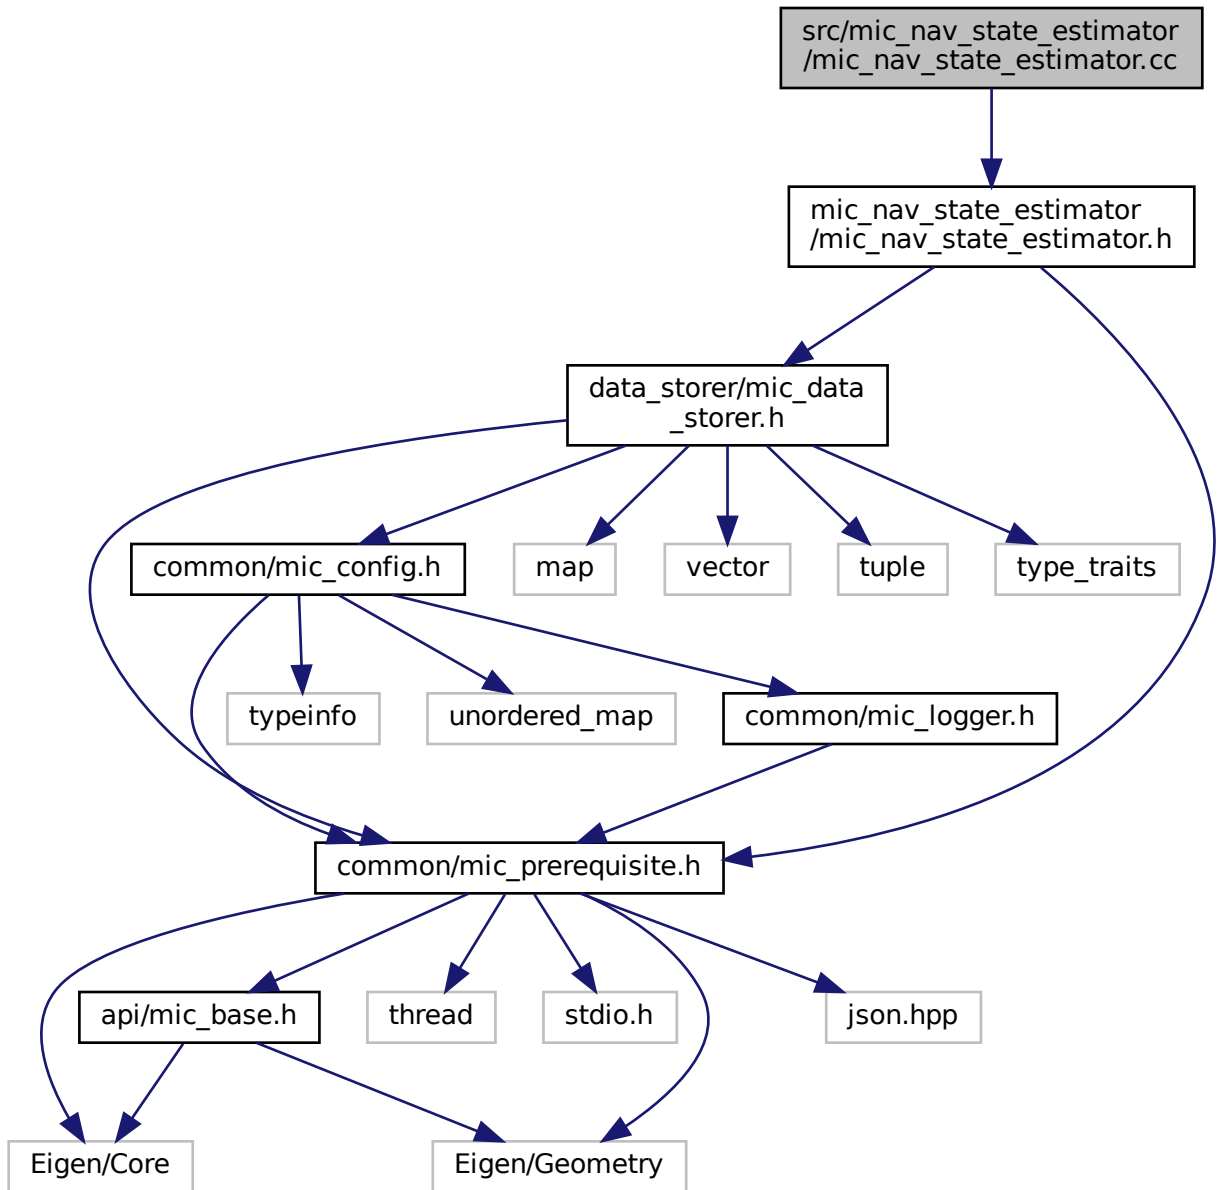 src/mic_nav_state_estimator
/mic_nav_state_estimator.cc
mic_nav_state_estimator
/mic_nav_state_estimator.h
data_storer/mic_data
_storer.h
common/mic_config.h
map
vector
tuple
type_traits
typeinfo
unordered_map
common/mic_logger.h
common/mic_prerequisite.h
api/mic_base.h
thread
stdio.h
json.hpp
Eigen/Core
Eigen/Geometry